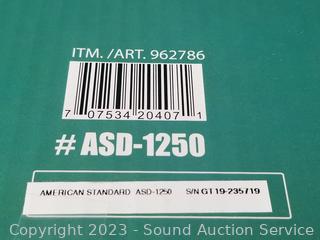 ITM. /ART. 962786
7 07534 20407 1
# ASD-1250
AMERICAN STANDARD ASD-1250 S/N GT19-235719
Copyright 2023 - Sound Auction Service